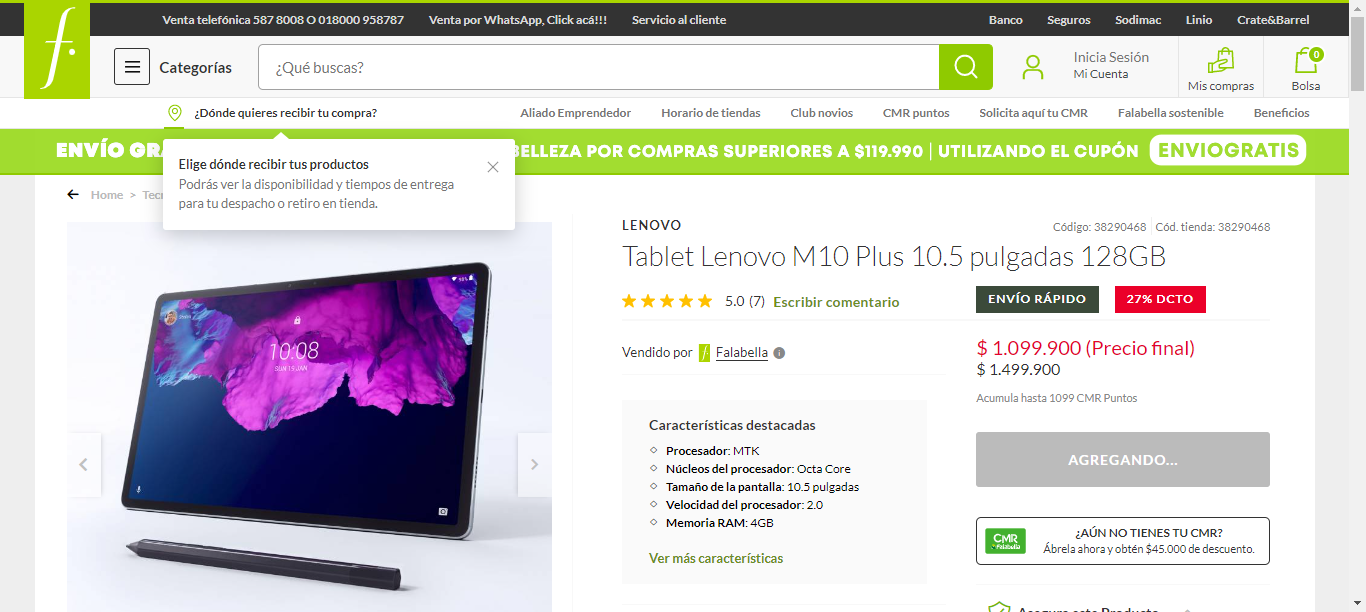 Venta telefónica 587 8008 O 018000 958787
Venta por WhatsApp, Click acá!!!
Servicio al cliente
Banco
Seguros
Sodimac
Linio
Crate&Barrel
f.
Categorías
¿Qué buscas?
Inicia Sesión
Mi Cuenta
Mis compras
0
Bolsa
¿Dónde quieres recibir tu compra?
Aliado Emprendedor
Horario de tiendas
Club novios
CMR puntos
Solicita aquí tu CMR
Falabella sostenible
Beneficios
ENVÍO GRA
BELLEZA POR COMPRAS SUPERIORES A $119.990 | UTILIZANDO EL CUPÓN
ENVIOGRATIS
Elige dónde recibir tus productos
Podrás ver la disponibilidad y tiempos de entrega
para tu despacho o retiro en tienda.
Home > Tec
LENOVO
Código: 38290468
Cód. tienda: 38290468
Tablet Lenovo M10 Plus 10.5 pulgadas 128GB
5.0 (7) Escribir comentario
ENVÍO RÁPIDO
27% DCTO
Vendido por f Falabella
$ 1.099.900 (Precio final)
$ 1.499.900
Acumula hasta 1099 CMR Puntos
Características destacadas
Procesador: MTK
Núcleos del procesador: Octa Core
Tamaño de la pantalla: 10.5 pulgadas
Velocidad del procesador: 2.0
Memoria RAM: 4GB
Ver más características
AGREGANDO...
CMR
Falabella
¿AÚN NO TIENES TU CMR?
Ábrela ahora y obtén $45.000 de descuento.
Asegura este Producto
10:08
SUN 19 JAN